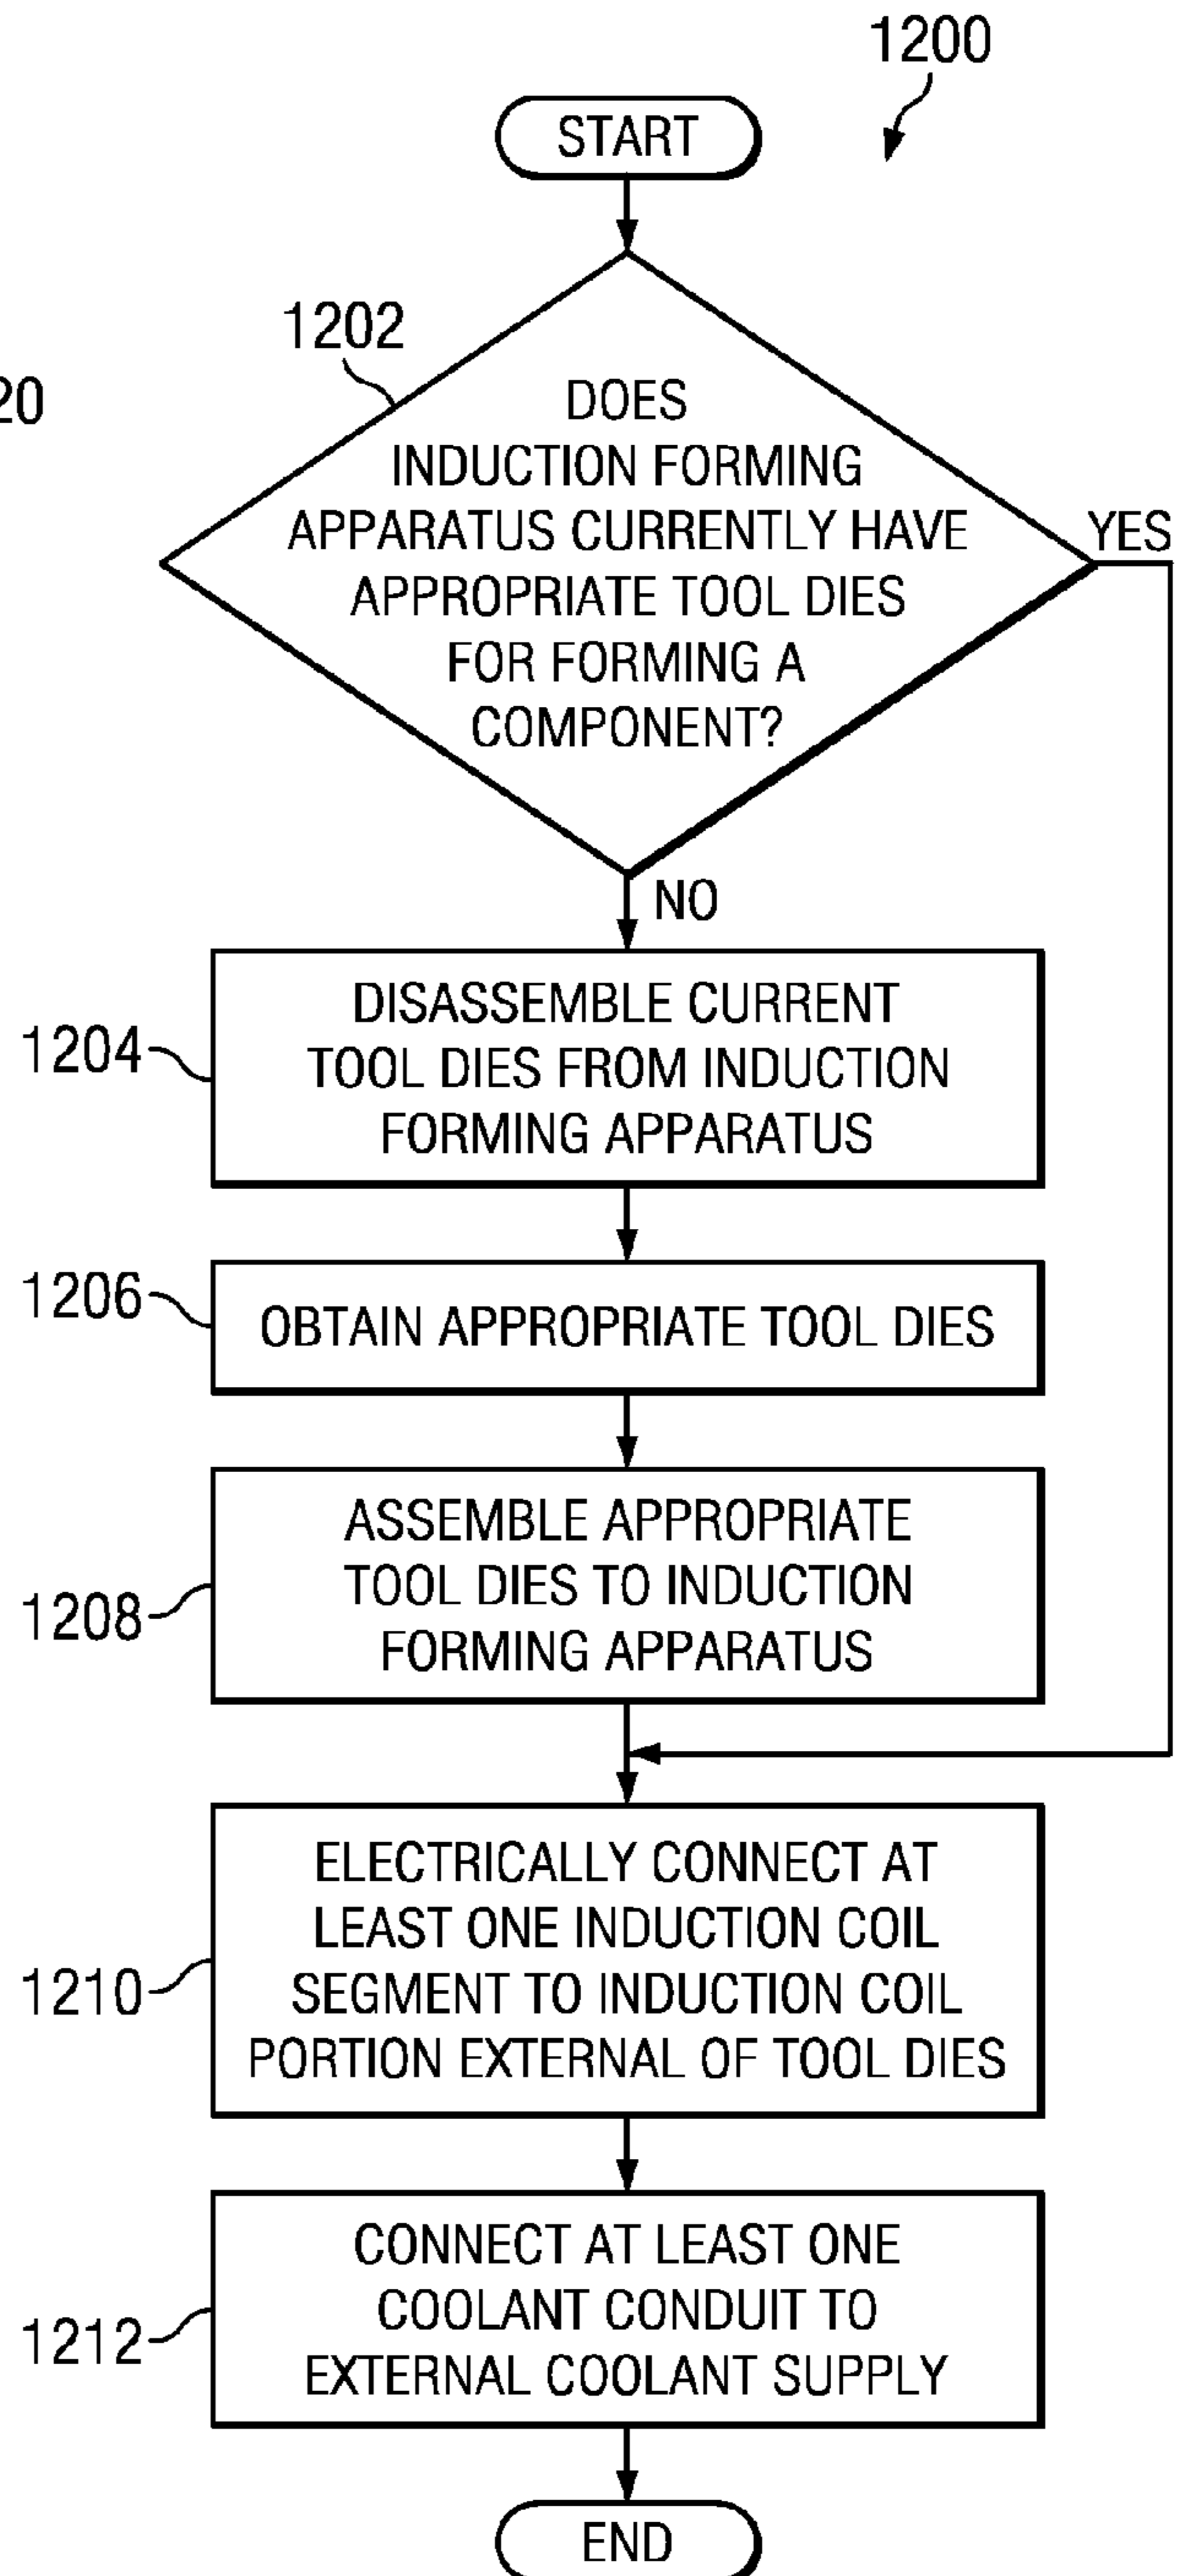 1200
START
1202
20
DOES
INDUCTION FORMING
APPARATUS CURRENTLY HAVE
APPROPRIATE TOOL DIES
FOR FORMING A
COMPONENT?
YES
NO
1204
DISASSEMBLE CURRENT
TOOL DIES FROM INDUCTION
FORMING APPARATUS
1206
OBTAIN APPROPRIATE TOOL DIES
1208
ASSEMBLE APPROPRIATE
TOOL DIES TO INDUCTION
FORMING APPARATUS
1210
ELECTRICALLY CONNECT AT
LEAST ONE INDUCTION COIL
SEGMENT TO INDUCTION COIL
PORTION EXTERNAL OF TOOL DIES
1212
CONNECT AT LEAST ONE
COOLANT CONDUIT TO
EXTERNAL COOLANT SUPPLY
END